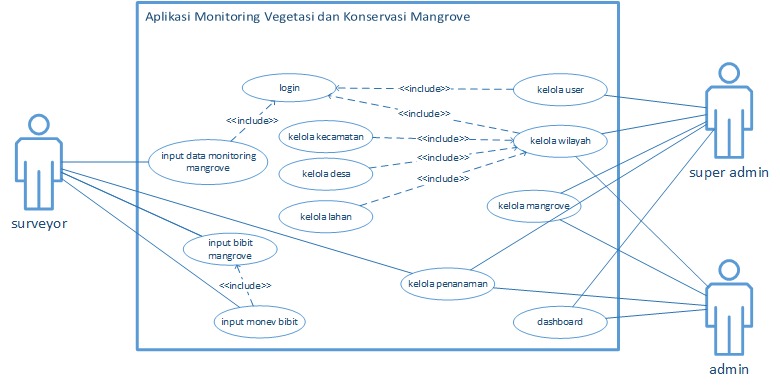 Aplikasi Monitoring Vegetasi dan Konservasi Mangrove
login
<<include>>
kelola user
<<include>>
<<include>>
kelola kecamatan
<<include>>
kelola wilayah
input data monitoring
mangrove
<<include>>
kelola desa
<<include>>
super admin
kelola lahan
kelola mangrove
surveyor
input bibit
mangrove
<<include>>
kelola penanaman
input monev bibit
dashboard
admin